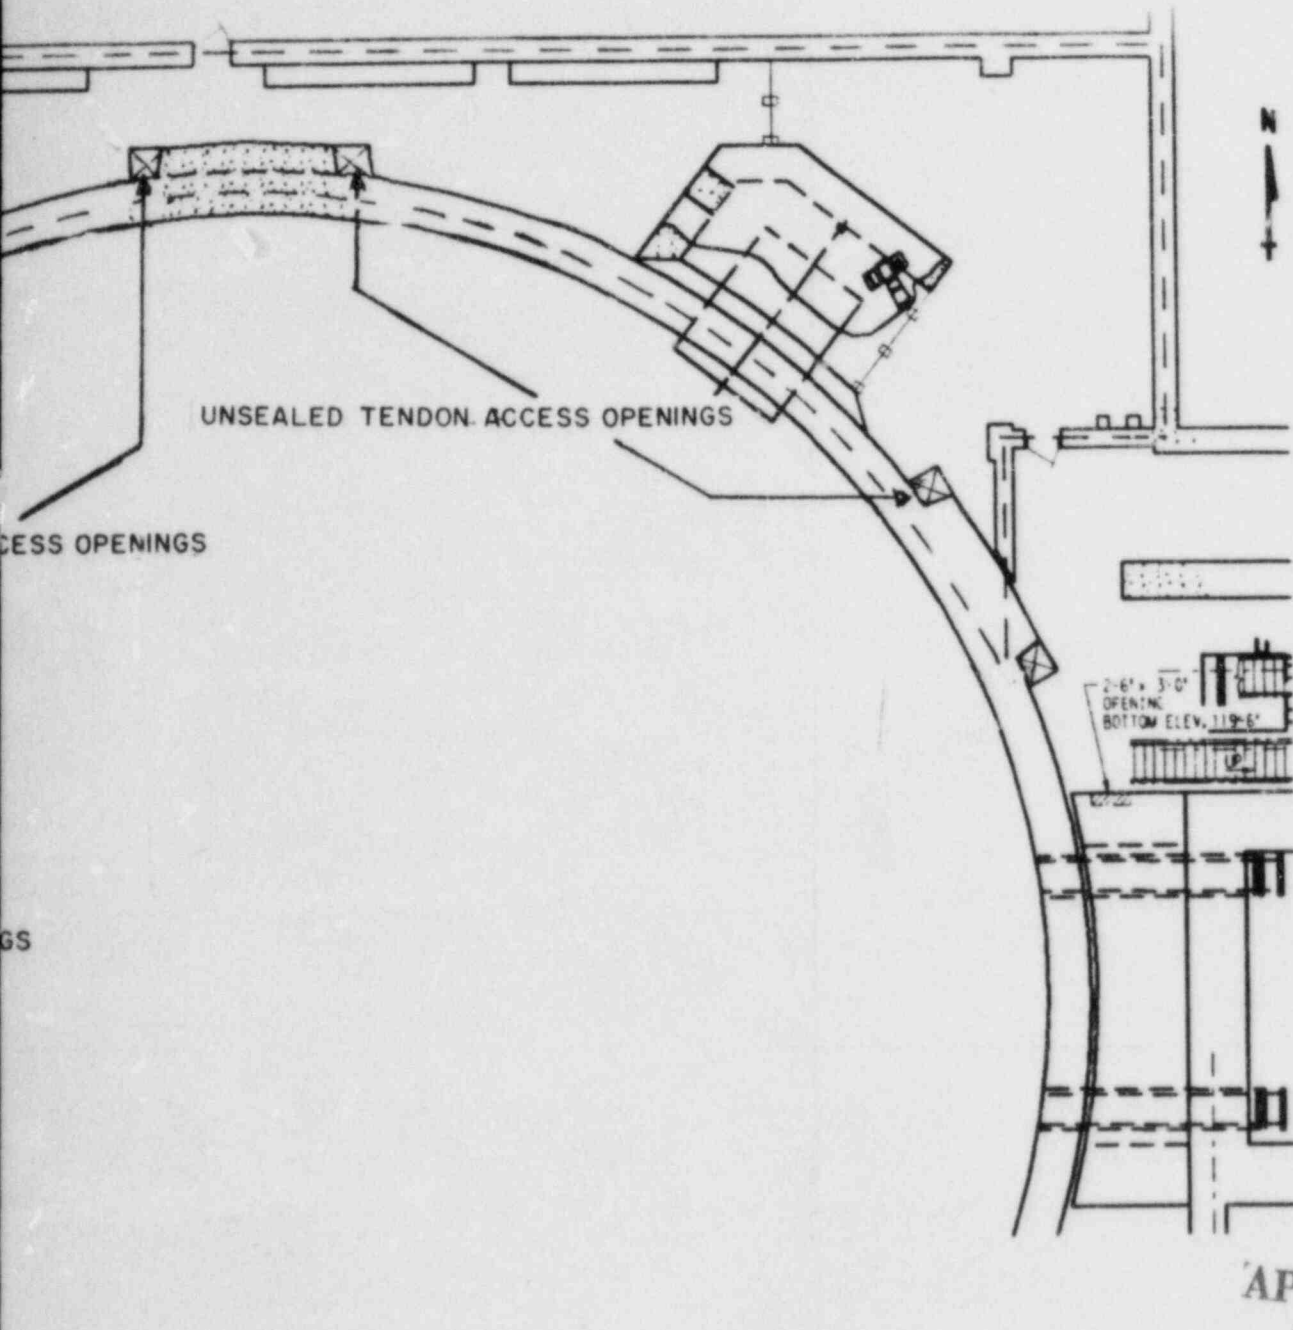 N
UNSEALED TENDON ACCESS OPENINGS
CESS OPENINGS
2'-6" x 3'-0"
OPENING
BOTTOM ELEV. 119'-6"
UP
GS
AP